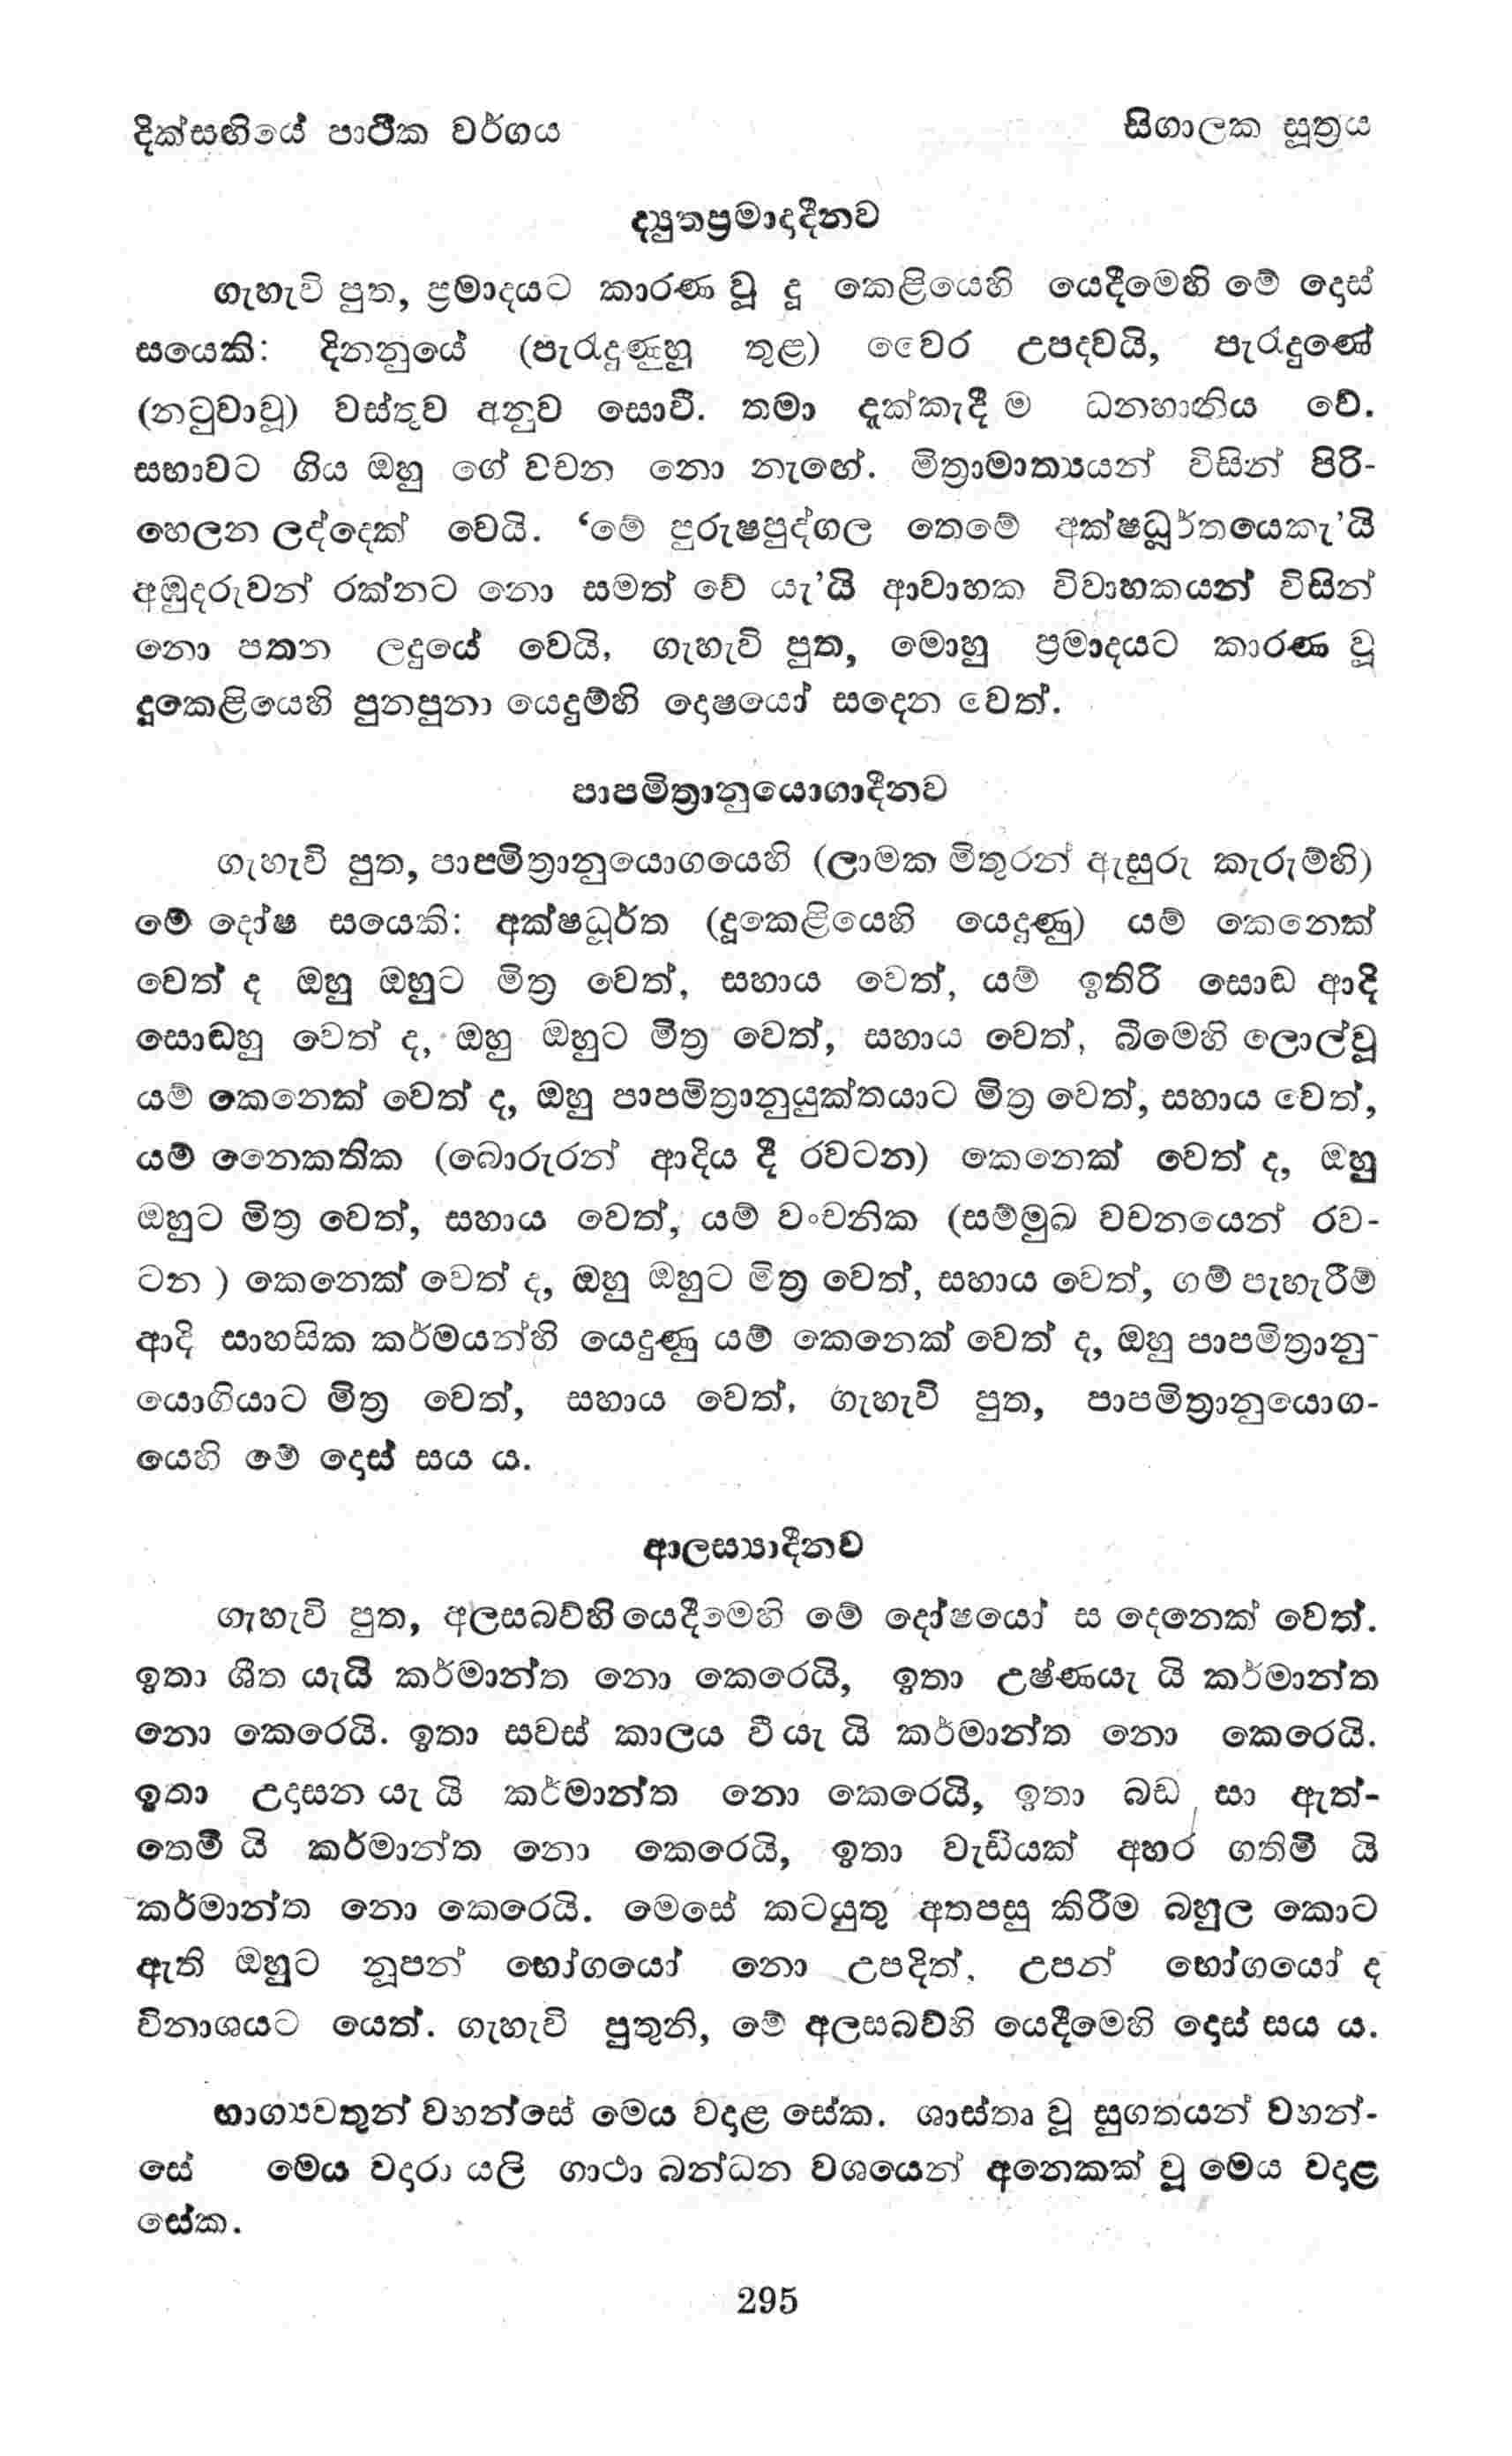 දික්සඟියේ පාථික වර්ගය
සිගාලක සූත්‍රය
ද්‍යූතප්‍රමාදාදීනව
ගැහැවි පුත, ප්‍රමාදයට කාරණ වූ දූ කෙළියෙහි යෙදීමෙහි මේ දොස්
සයෙකි: දිනනුයේ (පැරැදුණුහු තුළ) වෛර උපදවයි, පැරැදුණේ
(නටුවාවූ) වස්තුව අනුව සොවී. තමා දැක්කැදී ම ධනහානිය වේ.
සභාවට ගිය ඔහු ගේ වචන නො නැඟේ. මිත්‍රාමාත්‍යයන් විසින් පිරි-
හෙලන ලද්දෙක් වෙයි. ‘මේ පුරුෂපුද්ගල තෙමේ අක්ෂධූර්තයෙකැ’යි
අඹුදරුවන් රක්නට නො සමත් වේ යැ’යි ආවාහක විවාහකයන් විසින්
නො පතන ලදුයේ වෙයි, ගැහැවි පුත, මොහු ප්‍රමාදයට කාරණ වූ
දූකෙළියෙහි පුනපුනා යෙදුම්හි දොෂයෝ සදෙන වෙත්.
පාපමිත්‍රානුයොගාදීනව
ගැහැවි පුත, පාපමිත්‍රානුයොගයෙහි (ලාමක මිතුරන් ඇසුරු කැරුම්හි)
මේ දෝෂ සයෙකි: අක්ෂධූර්ත (දූකෙළියෙහි යෙදුණු) යම් කෙනෙක්
වෙත් ද ඔහු ඔහුට මිත්‍ර වෙත්, සහාය වෙත්, යම් ඉතිරි සොඬ ආදි
සොඬහු වෙත් ද, ඔහු ඔහුට මිත්‍ර වෙත්, සහාය වෙත්, බීමෙහි ලොල්වූ
යම් කෙනෙක් වෙත් ද, ඔහු පාපමිත්‍රානුයුක්තයාට මිත්‍ර වෙත්, සහාය වෙත්,
යම් නෛකතික (බොරුරන් ආදිය දී රවටන) කෙනෙක් වෙත් ද, ඔහු
ඔහුට මිත්‍ර වෙත්, සහාය වෙත්, යම් වංචනික (සම්මුඛ වචනයෙන් රව-
ටන ) කෙනෙක් වෙත් ද, ඔහු ඔහුට මිත්‍ර වෙත්, සහාය වෙත්, ගම් පැහැරීම්
ආදි සාහසික කර්මයන්හි යෙදුණු යම් කෙනෙක් වෙත් ද, ඔහු පාපමිත්‍රානු-
යොගියාට මිත්‍ර වෙත්, සහාය වෙත්, ගැහැවි පුත, පාපමිත්‍රානුයොග-
යෙහි මේ දොස් සය ය.
ආලස්‍යාදීනව
ගැහැවි පුත, අලසබව්හි යෙදීමෙහි මේ දෝෂයෝ ස දෙනෙක් වෙත්.
ඉතා ශීත යැයි කර්මාන්ත නො කෙරෙයි, ඉතා උෂ්ණයැ යි කර්මාන්ත
නො කෙරෙයි. ඉතා සවස් කාලය වී යැ යි කර්මාන්ත නො කෙරෙයි.
ඉතා උදෑසන යැ යි කර්මාන්ත නො කෙරෙයි, ඉතා බඩ සා ඇත්-
තෙමි යි කර්මාන්ත නො කෙරෙයි, ඉතා වැඩියක් අහර ගතිමි යි
කර්මාන්ත නො කෙරෙයි. මෙසේ කටයුතු අතපසු කිරීම බහුල කොට
ඇති ඔහුට නූපන් භෝගයෝ නො උපදිත්, උපන් භෝගයෝ ද
විනාශයට යෙත්. ගැහැවි පුතුනි, මේ අලසබව්හි යෙදීමෙහි දොස් සය ය.
භාග්‍යවතුන් වහන්සේ මෙය වදාළ සේක. ශාස්තෘ වූ සුගතයන් වහන්-
සේ මෙය වදාරා යලි ගාථා බන්ධන වශයෙන් අනෙකක් වූ මෙය වදාළ
සේක.
295